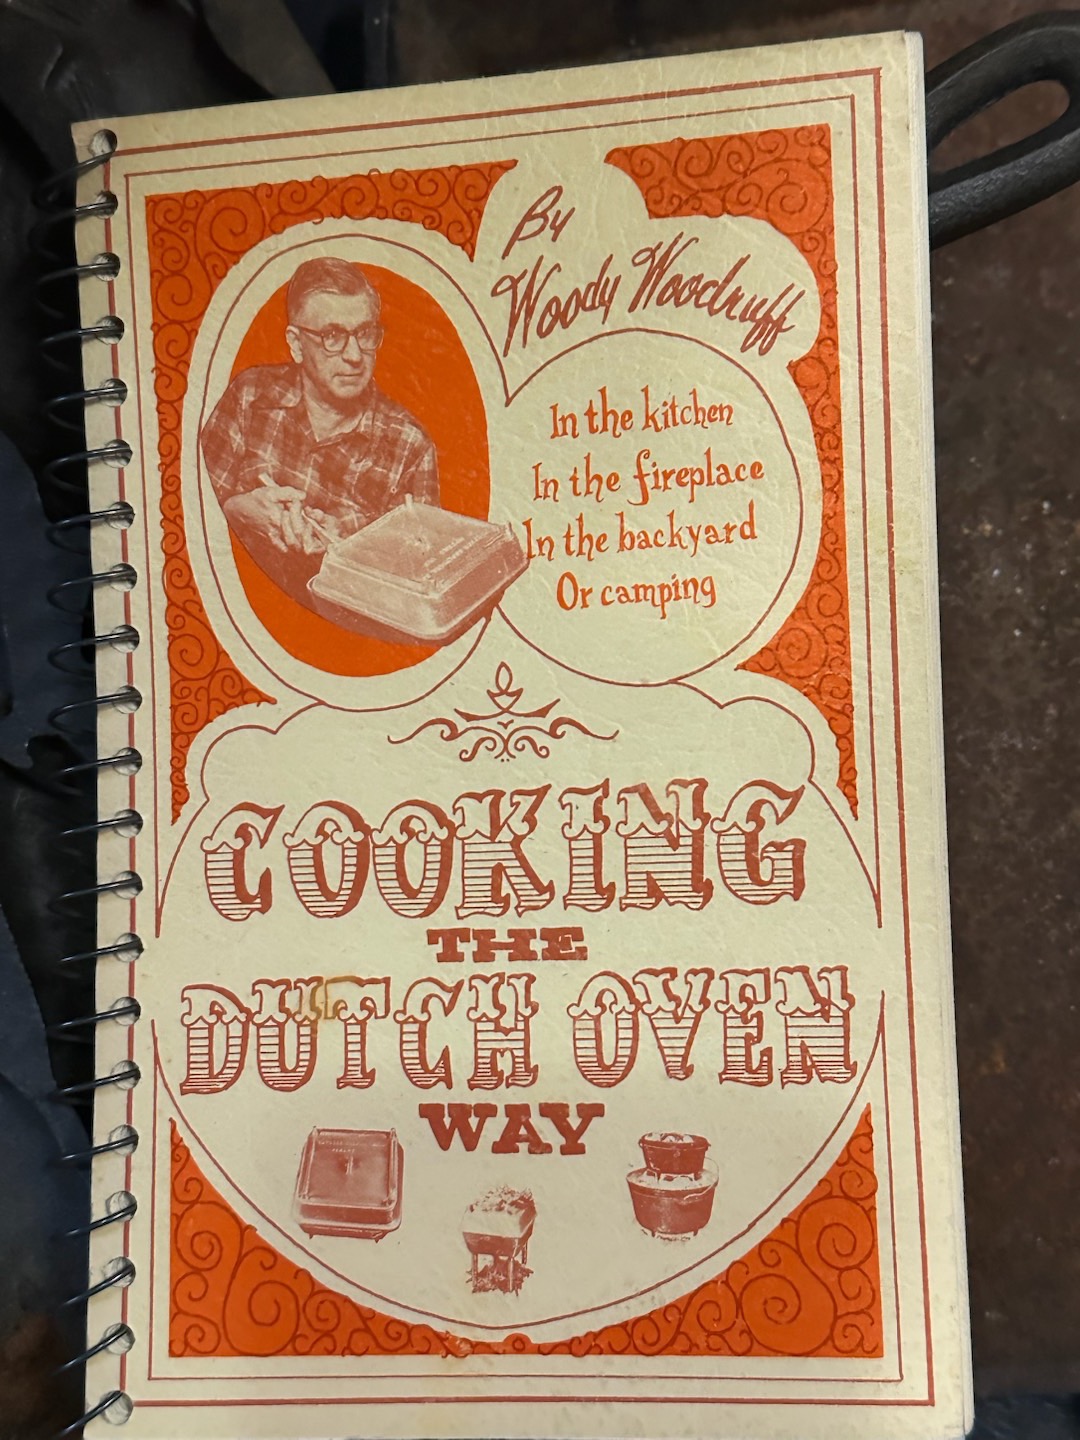 By
Woody Woodruff
In the kitchen
In the fireplace
In the backyard
Or camping
COOKING
THE
DUTCH OVEN
WAY